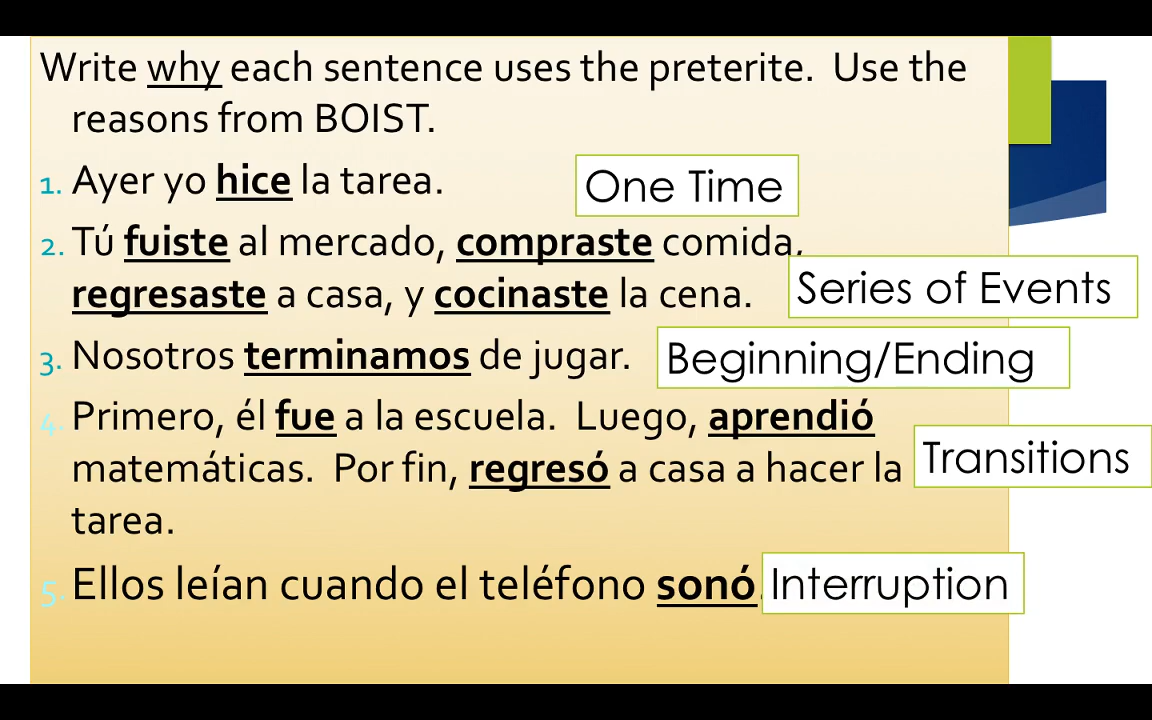 Write why each sentence uses the preterite. Use the
reasons from BOIST.
1. Ayer yo hice la tarea.
One Time
2. Tú fuiste al mercado, compraste comida,
regresaste a casa, y cocinaste la cena.
Series of Events
3. Nosotros terminamos de jugar.
Beginning/Ending
4. Primero, él fue a la escuela. Luego, aprendió
matemáticas. Por fin, regresó a casa a hacer la
Transitions
tarea.
5. Ellos leían cuando el teléfono sonó.
Interruption